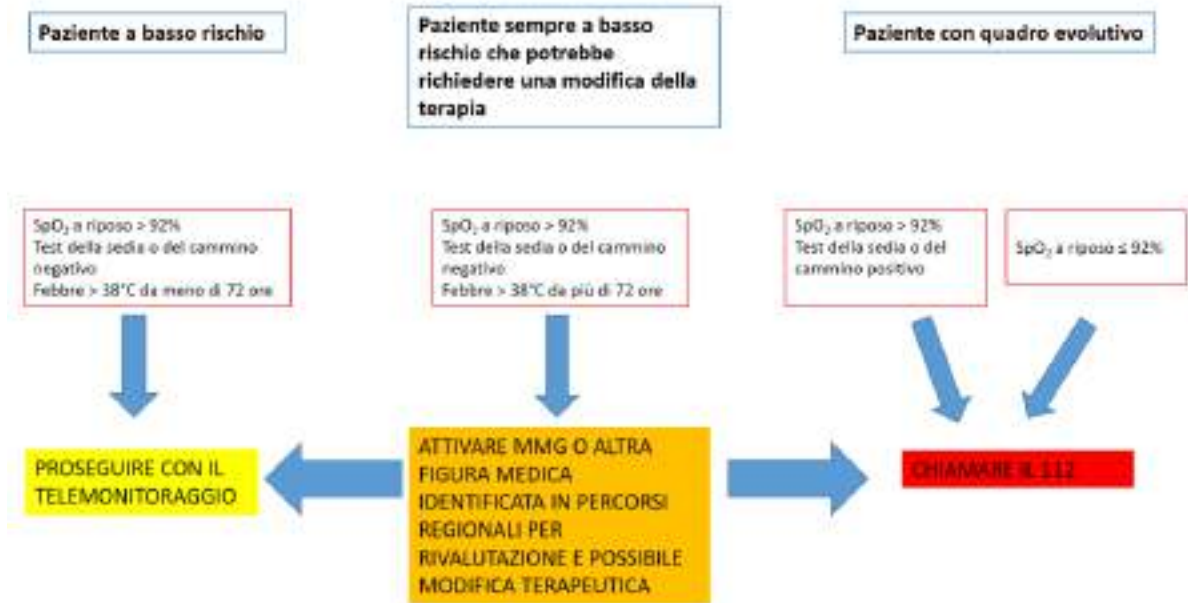 Paziente a basso rischio
Paziente sempre a basso
rischio che potrebbe
richiedere una modifica della
terapia
Paziente con quadro evolutivo
SpO₂ a riposo > 92%
Test della sedia o del cammino
negativo
Febbre > 38°C da meno di 72 ore
SpO₂ a riposo > 92%
Test della sedia o del cammino
negativo
Febbre > 38°C da più di 72 ore
SpO₂ a riposo > 92%
Test della sedia o del
cammino positivo
SpO₂ a riposo ≤ 92%
PROSEGUIRE CON IL
TELEMONITORAGGIO
ATTIVARE MMG O ALTRA
FIGURA MEDICA
IDENTIFICATA IN PERCORSI
REGIONALI PER
RIVALUTAZIONE E POSSIBILE
MODIFICA TERAPEUTICA
CHIAMARE IL 112